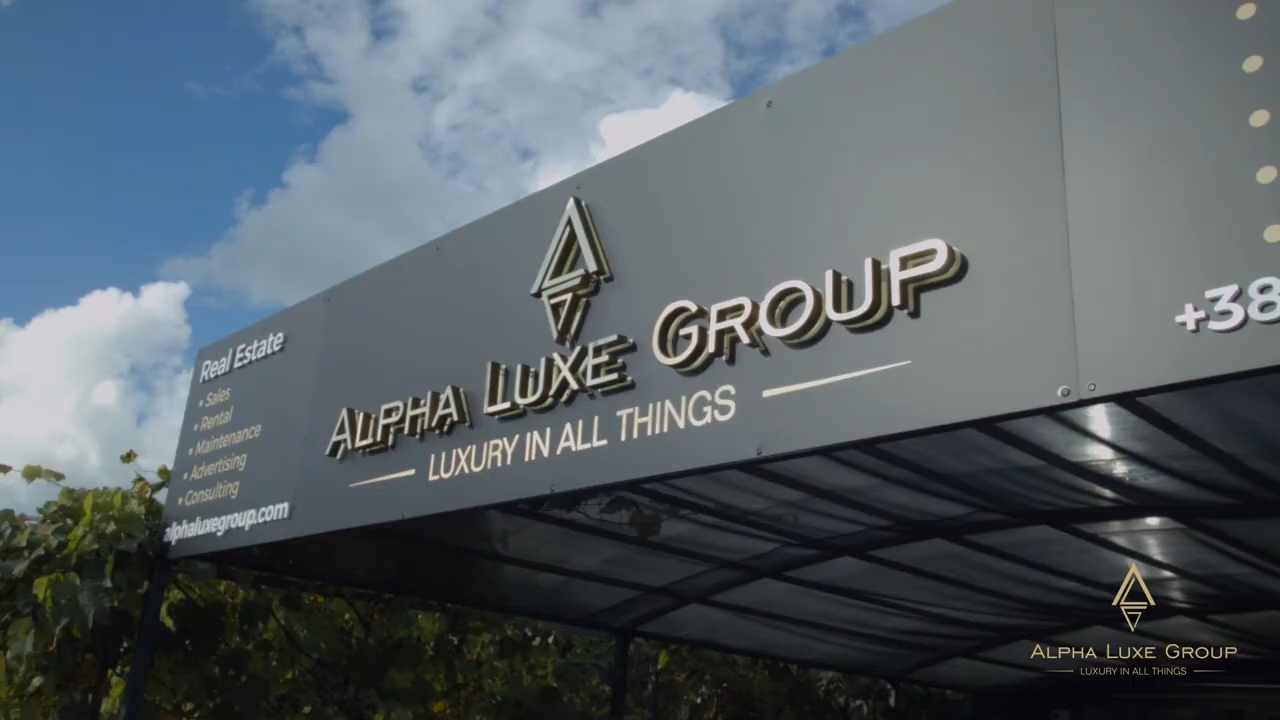 Real Estate
• Sales
• Rental
• Maintenance
• Advertising
• Consulting
alphaluxegroup.com
ALPHA LUXE GROUP
LUXURY IN ALL THINGS
+38
ALPHA LUXE GROUP
LUXURY IN ALL THINGS